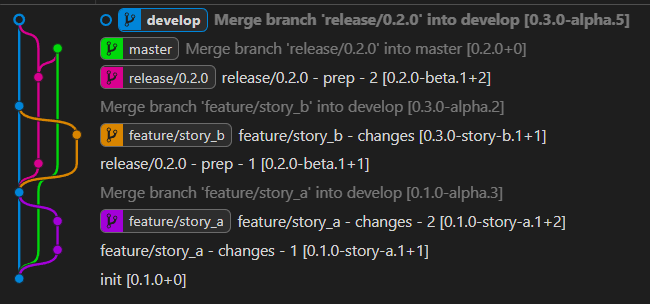 develop Merge branch 'release/0.2.0' into develop [0.3.0-alpha.5]
master Merge branch 'release/0.2.0' into master [0.2.0+0]
release/0.2.0 release/0.2.0 - prep - 2 [0.2.0-beta.1+2]
Merge branch 'feature/story_b' into develop [0.3.0-alpha.2]
feature/story_b feature/story_b - changes [0.3.0-story-b.1+1]
release/0.2.0 - prep - 1 [0.2.0-beta.1+1]
Merge branch 'feature/story_a' into develop [0.1.0-alpha.3]
feature/story_a feature/story_a - changes - 2 [0.1.0-story-a.1+2]
feature/story_a - changes - 1 [0.1.0-story-a.1+1]
init [0.1.0+0]